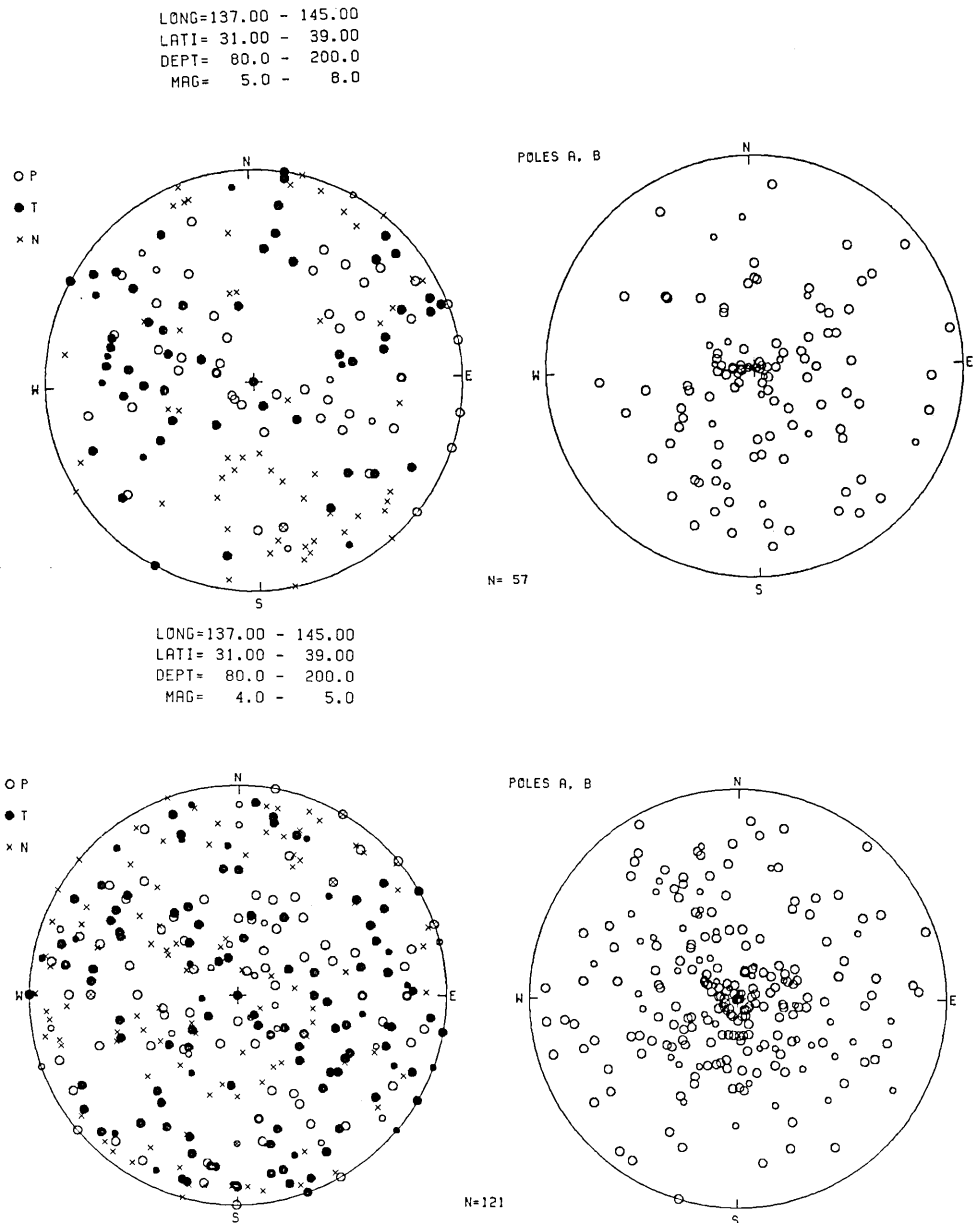 LONG=137.00 - 145.00
LATI= 31.00 - 39.00
DEPT= 80.0 - 200.0
MAG= 5.0 - 8.0
POLES A, B
○ P
● T
× N
N
W
E
S
N
W
E
S
N= 57
LONG=137.00 - 145.00
LATI= 31.00 - 39.00
DEPT= 80.0 - 200.0
MAG= 4.0 - 5.0
POLES A, B
○ P
● T
× N
N
W
E
S
N
W
E
S
N=121